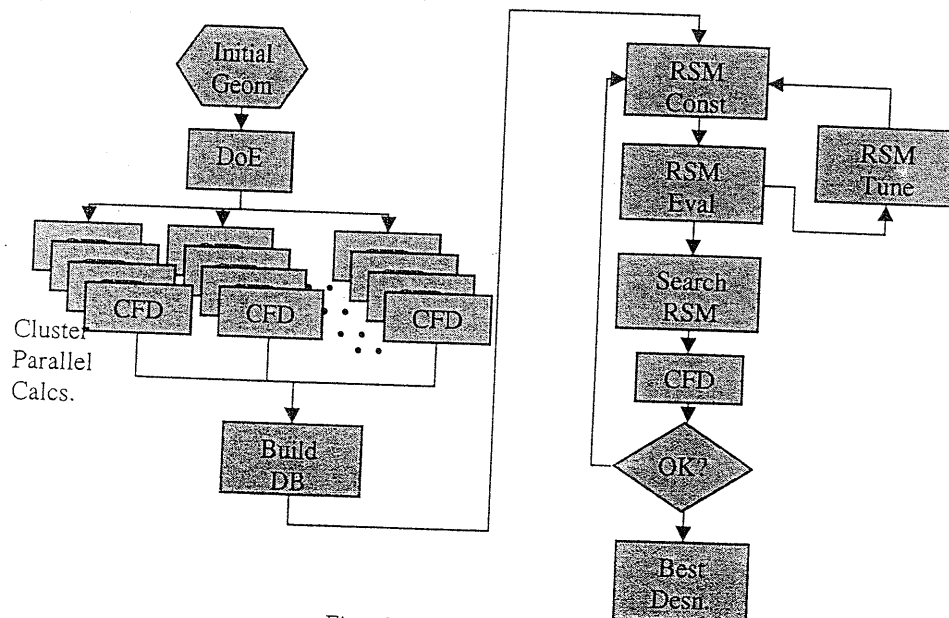 Initial
Geom
DoE
CFD
CFD
CFD
Cluster
Parallel
Calcs.
Build
DB
RSM
Const
RSM
Eval
RSM
Tune
Search
RSM
CFD
OK?
Best
Desn.